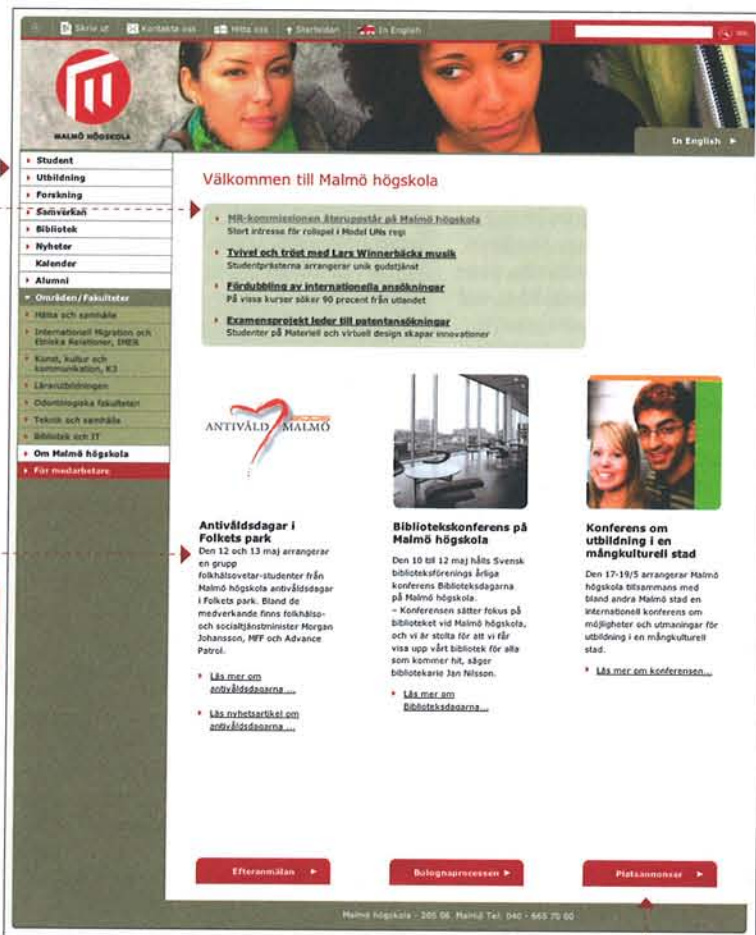 Skriv ut Kontakta oss Hitta oss Startsidan In English
MALMÖ HÖGSKOLA
In English
Student
Utbildning
Forskning
Samverkan
Bibliotek
Nyheter
Kalender
Alumni
Områden/Fakulteter
Hälsa och samhälle
Internationell Migration och
Etniska Relationer, IMER
Konst, kultur och
kommunikation, K3
Lärarutbildningen
Odontologiska fakulteten
Teknik och samhälle
Bibliotek och IT
Om Malmö högskola
För medarbetare
Välkommen till Malmö högskola
MR-kommissionen återuppstår på Malmö högskola
Stort intresse för rollspel i Model UNs regi
Tvivel och tröst med Lars Winnerbäcks musik
Studentprästerna arrangerar unik gudstjänst
Fördubbling av internationella ansökningar
På vissa kurser söker 90 procent från utlandet
Examensprojekt leder till patentansökningar
Studenter på Materiell och virtuell design skapar innovationer
ANTIVÅLD MALMÖ
Antivåldsdagar i
Folkets park
Den 12 och 13 maj arrangerar
en grupp
folkhälsovetar-studenter från
Malmö högskola antivåldsdagar
i Folkets park. Bland de
medverkande finns folkhälso-
och socialtjänstminister Morgan
Johansson, MFF och Advance
Patrol.
Läs mer om
antivåldsdagarna ...
Läs nyhetsartikel om
antivåldsdagarna ...
Bibliotekskonferens på
Malmö högskola
Den 10 till 12 maj hålls Svensk
biblioteksförenings årliga
konferens Biblioteksdagarna
på Malmö högskola.
– Konferensen sätter fokus på
biblioteket vid Malmö högskola,
och vi är stolta för att vi får
visa upp vårt bibliotek för alla
som kommer hit, säger
bibliotekarie Jan Nilsson.
Läs mer om
Biblioteksdagarna...
Konferens om
utbildning i en
mångkulturell stad
Den 17-19/5 arrangerar Malmö
högskola tillsammans med
bland andra Malmö stad en
internationell konferens om
möjligheter och utmaningar för
utbildning i en mångkulturell
stad.
Läs mer om konferensen...
Efteranmälan
Bolognaprocessen
Platsannonser
Malmö högskola - 205 06 Malmö Tel: 040 - 665 70 00